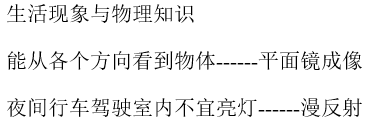 生活现象与物理知识
能从各个方向看到物体------平面镜成像
夜间行车驾驶室内不宜亮灯------漫反射